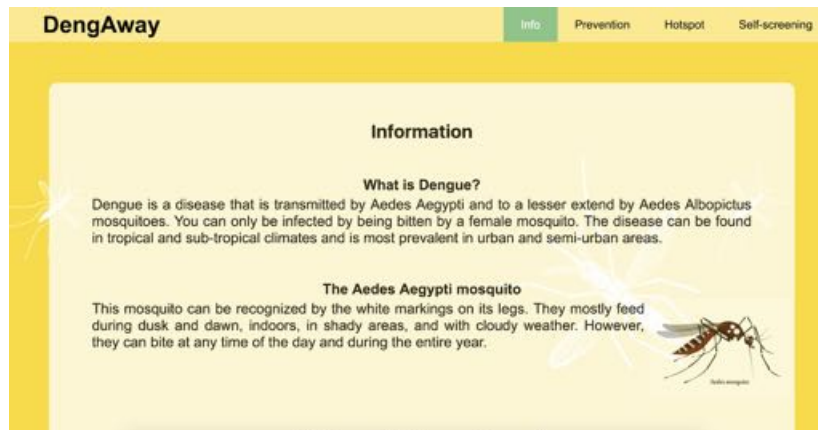 DengAway
Info Prevention Hotspot Self-screening
Information
What is Dengue?
Dengue is a disease that is transmitted by Aedes Aegypti and to a lesser extend by Aedes Albopictus
mosquitoes. You can only be infected by being bitten by a female mosquito. The disease can be found
in tropical and sub-tropical climates and is most prevalent in urban and semi-urban areas.
The Aedes Aegypti mosquito
This mosquito can be recognized by the white markings on its legs. They mostly feed
during dusk and dawn, indoors, in shady areas, and with cloudy weather. However,
they can bite at any time of the day and during the entire year.
Aedes mosquito